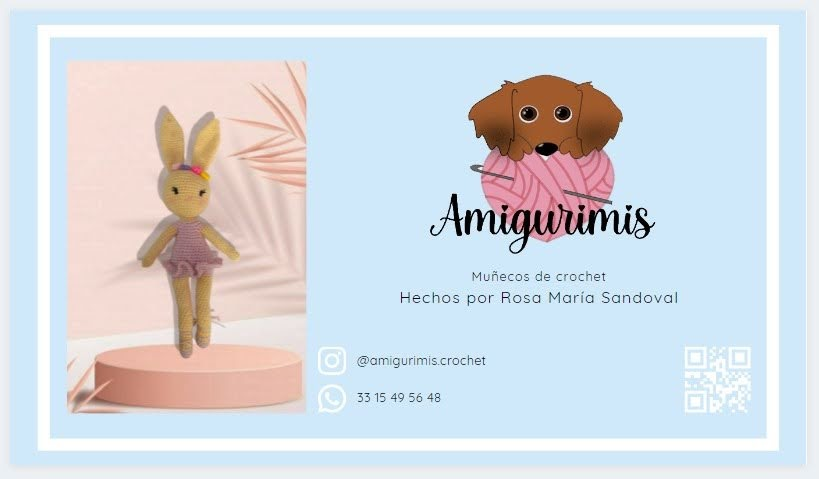 Amigurimis
Muñecos de crochet
Hechos por Rosa María Sandoval
@amigurimis.crochet
33 15 49 56 48